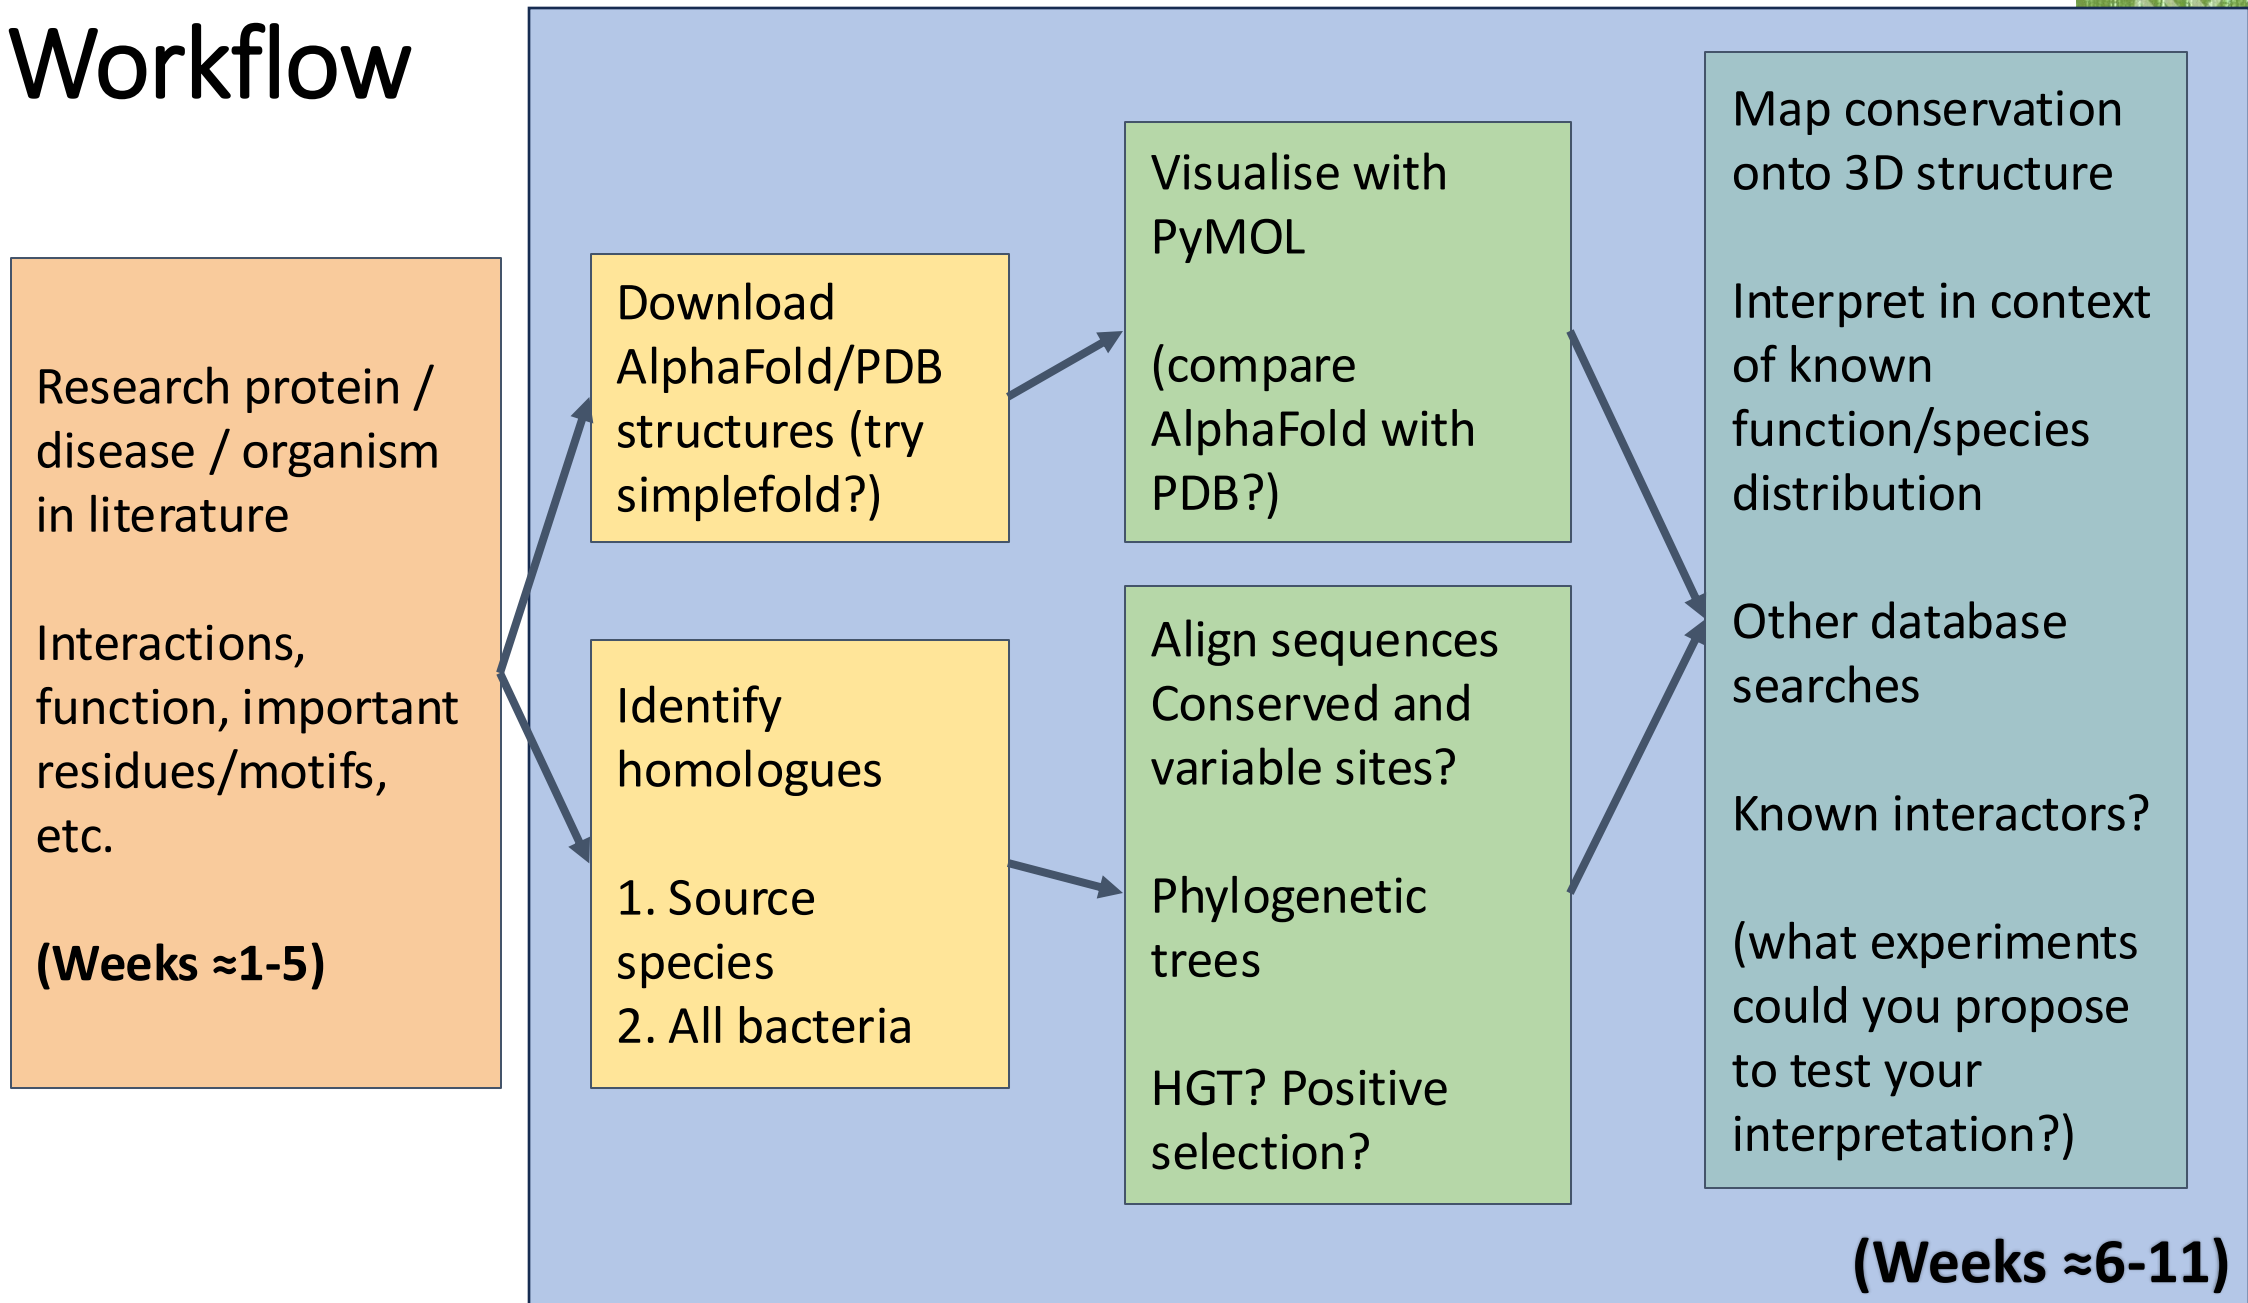 Workflow
Research protein /
disease / organism
in literature
Interactions,
function, important
residues/motifs,
etc.
(Weeks ≈1-5)
Download
AlphaFold/PDB
structures (try
simplefold?)
Identify
homologues
1. Source
species
2. All bacteria
Visualise with
PyMOL
(compare
AlphaFold with
PDB?)
Align sequences
Conserved and
variable sites?
Phylogenetic
trees
HGT? Positive
selection?
Map conservation
onto 3D structure
Interpret in context
of known
function/species
distribution
Other database
searches
Known interactors?
(what experiments
could you propose
to test your
interpretation?)
(Weeks ≈6-11)